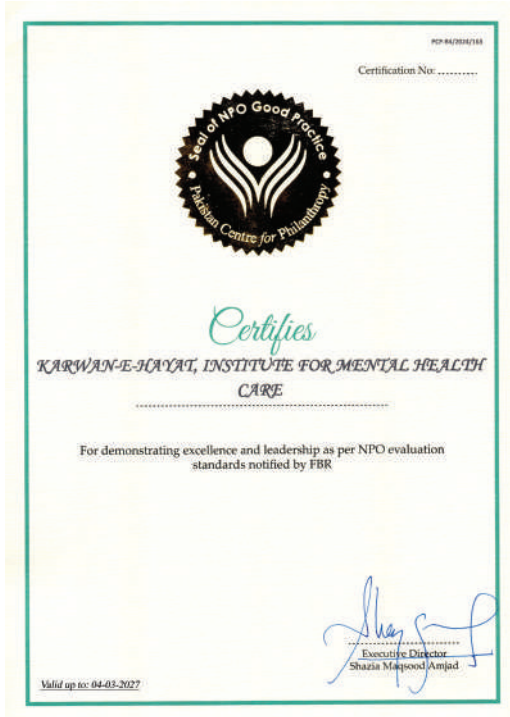 PCP-R4/2024/163
Certification No: ..........
Seal of NPO Good Practice
Pakistan Centre for Philanthropy
Certifies
KARWAN-E-HAYAT, INSTITUTE FOR MENTAL HEALTH
CARE
For demonstrating excellence and leadership as per NPO evaluation
standards notified by FBR
Executive Director
Shazia Maqsood Amjad
Valid up to: 04-03-2027